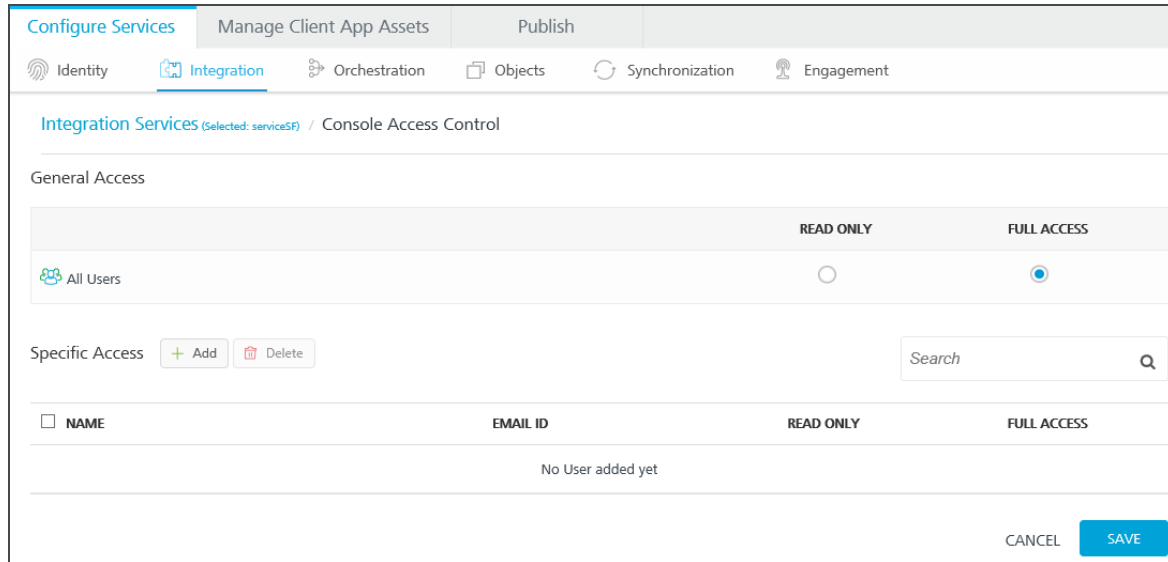 Configure Services Manage Client App Assets Publish
Identity Integration Orchestration Objects Synchronization Engagement
Integration Services (Selected: serviceSF) / Console Access Control
General Access
READ ONLY FULL ACCESS
All Users
Specific Access + Add Delete Search
NAME EMAIL ID READ ONLY FULL ACCESS
No User added yet
CANCEL SAVE